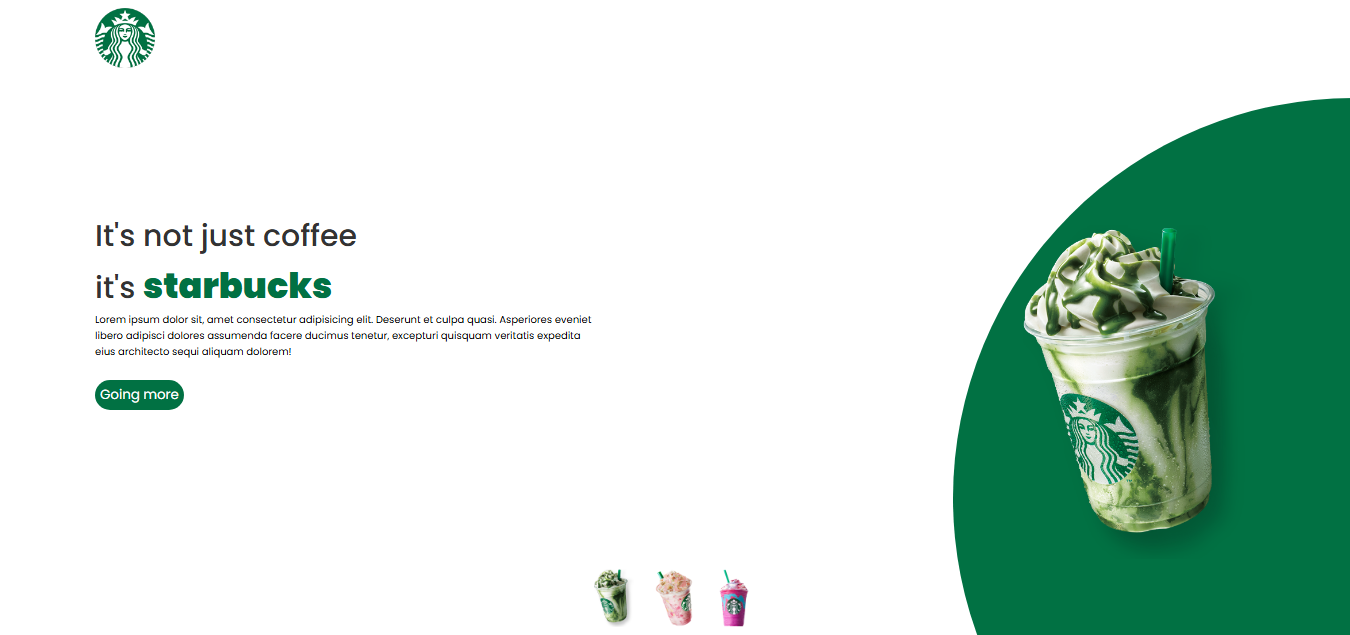 It's not just coffee
it's starbucks
Lorem ipsum dolor sit, amet consectetur adipisicing elit. Deserunt et culpa quasi. Asperiores eveniet
libero adipisci dolores assumenda facere ducimus tenetur, excepturi quisquam veritatis expedita
eius architecto sequi aliquam dolorem!
Going more